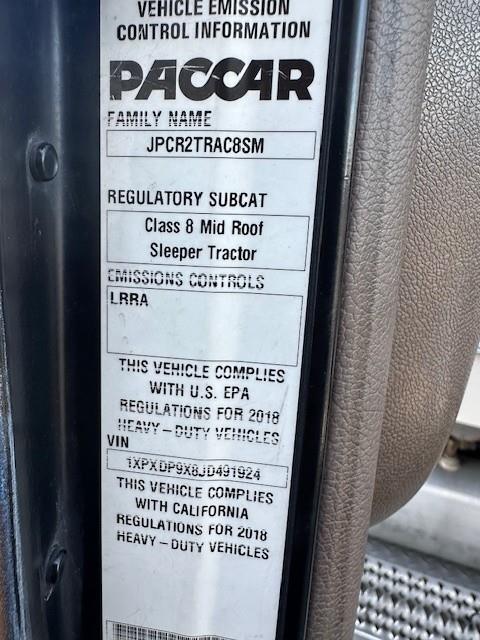 VEHICLE EMISSION
CONTROL INFORMATION
PACCAR
FAMILY NAME
JPCR2TRAC8SM
REGULATORY SUBCAT
Class 8 Mid Roof
Sleeper Tractor
EMISSIONS CONTROLS
LRRA
THIS VEHICLE COMPLIES
WITH U.S. EPA
REGULATIONS FOR 2018
HEAVY-DUTY VEHICLES
VIN
1XPXDP9X8JD491924
THIS VEHICLE COMPLIES
WITH CALIFORNIA
REGULATIONS FOR 2018
HEAVY-DUTY VEHICLES